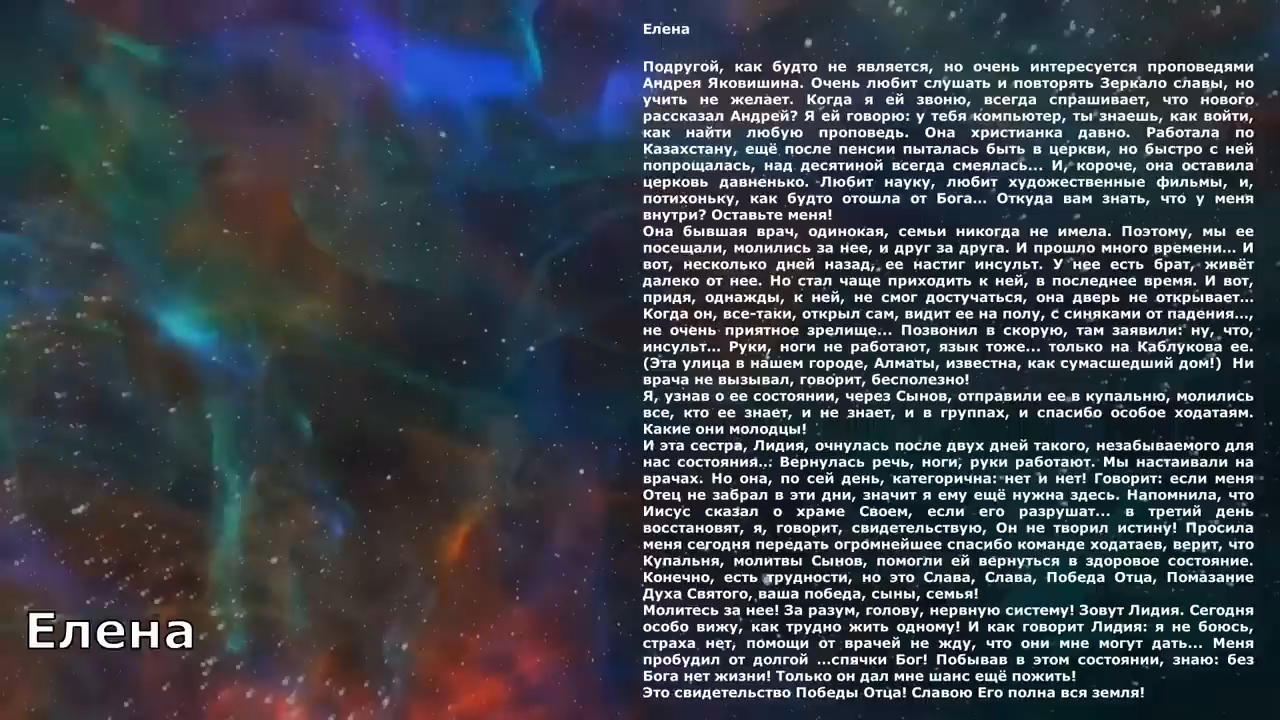 Елена
Подругой, как будто не является, но очень интересуется проповедями
Андрея Яковишина. Очень любит слушать и повторять Зеркало славы, но
учить не желает. Когда я ей звоню, всегда спрашивает, что нового
рассказал Андрей? Я ей говорю: у тебя компьютер, ты знаешь, как войти,
как найти любую проповедь. Она христианка давно. Работала по
Казахстану, ещё после пенсии пыталась быть в церкви, но быстро с ней
попрощалась, над десятиной всегда смеялась... И, короче, она оставила
церковь давненько. Любит науку, любит художественные фильмы, и,
потихоньку, как будто отошла от Бога... Откуда вам знать, что у меня
внутри? Оставьте меня!
Она бывшая врач, одинокая, семьи никогда не имела. Поэтому, мы ее
посещали, молились за нее, и друг за друга. И прошло много времени... И
вот, несколько дней назад, ее настиг инсульт. У нее есть брат, живёт
далеко от нее. Но стал чаще приходить к ней, в последнее время. И вот,
придя, однажды, к ней, не смог достучаться, она дверь не открывает...
Когда он, все-таки, открыл сам, видит ее на полу, с синяками от падения...,
не очень приятное зрелище... Позвонил в скорую, там заявили: ну, что,
инсульт... Руки, ноги не работают, язык тоже... только на Каблукова ее.
(Эта улица в нашем городе, Алматы, известна, как сумасшедший дом!) Ни
врача не вызывал, говорит, бесполезно!
Я, узнав о ее состоянии, через Сынов, отправили ее в купальню, молились
все, кто ее знает, и не знает, и в группах, и спасибо особое ходатаям.
Какие они молодцы!
И эта сестра, Лидия, очнулась после двух дней такого, незабываемого для
нас состояния..: Вернулась речь, ноги, руки работают. Мы настаивали на
врачах. Но она, по сей день, категорична: нет и нет! Говорит: если меня
Отец не забрал в эти дни, значит я ему ещё нужна здесь. Напомнила, что
Иисус сказал о храме Своем, если его разрушат... в третий день
восстановят, я, говорит, свидетельствую, Он не творил истину! Просила
меня сегодня передать огромнейшее спасибо команде ходатаев, верит, что
Купальня, молитвы Сынов, помогли ей вернуться в здоровое состояние.
Конечно, есть трудности, но это Слава, Слава, Победа Отца, Помазание
Духа Святого, ваша победа, сыны, семья!
Молитесь за нее! За разум, голову, нервную систему! Зовут Лидия. Сегодня
особо вижу, как трудно жить одному! И как говорит Лидия: я не боюсь,
страха нет, помощи от врачей не жду, что они мне могут дать... Меня
пробудил от долгой ...спячки Бог! Побывав в этом состоянии, знаю: без
Бога нет жизни! Только он дал мне шанс ещё пожить!
Это свидетельство Победы Отца! Славою Его полна вся земля!
Елена